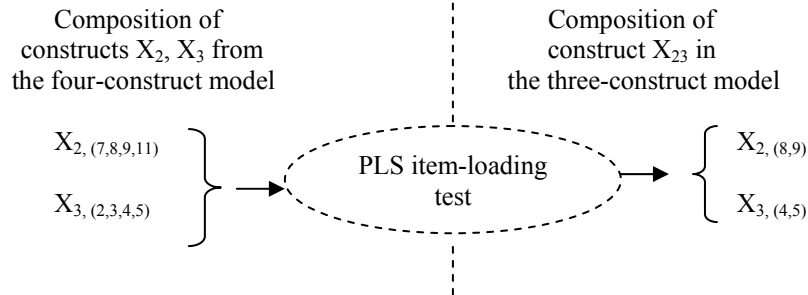 Composition of
constructs X2, X3 from
the four-construct model
X2, (7,8,9,11)
X3, (2,3,4,5)
PLS item-loading
test
Composition of
construct X23 in
the three-construct model
X2, (8,9)
X3, (4,5)